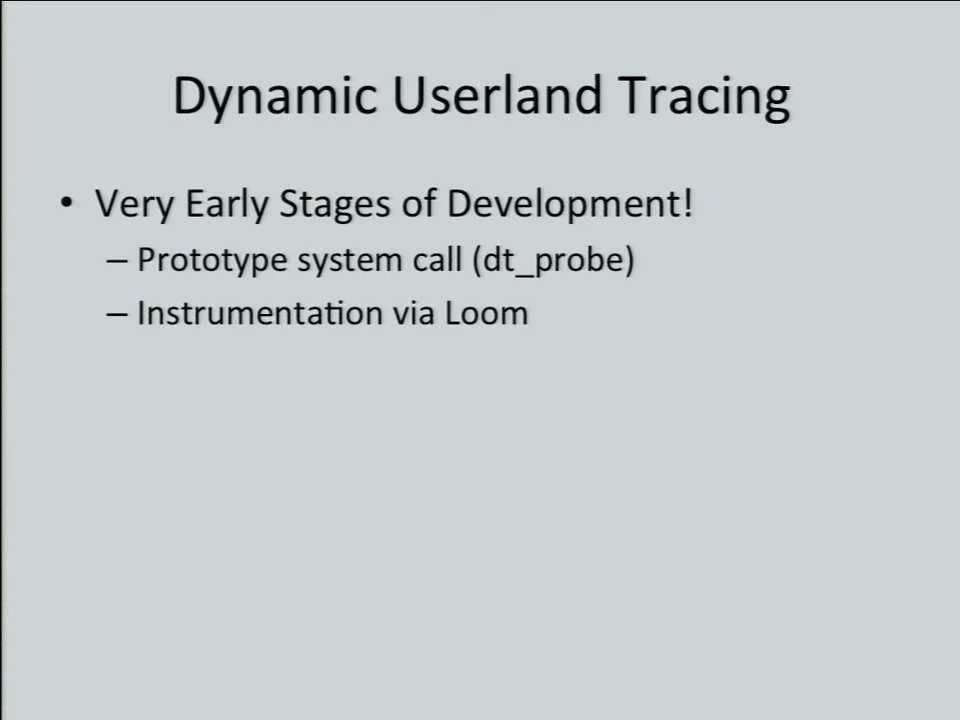 Dynamic Userland Tracing
• Very Early Stages of Development!
– Prototype system call (dt_probe)
– Instrumentation via Loom